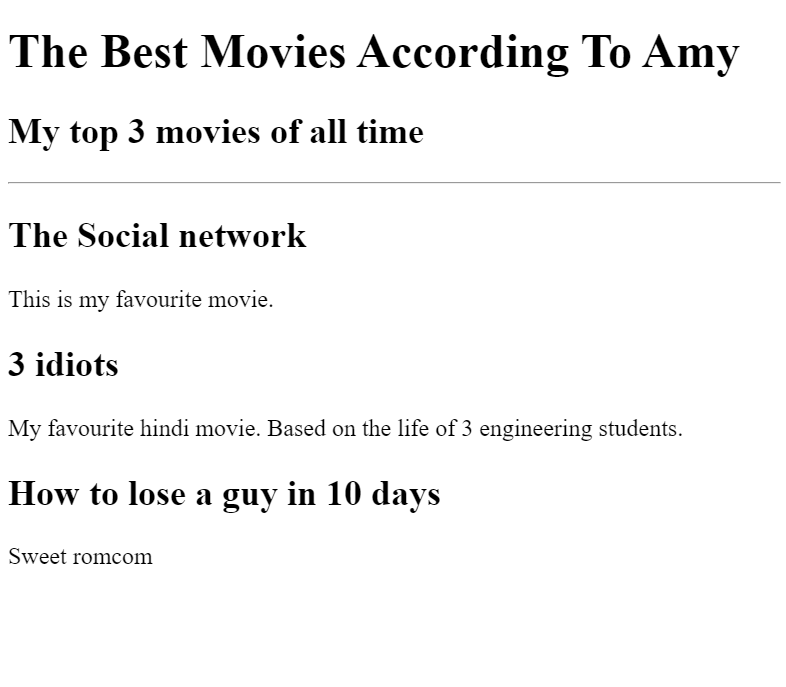 The Best Movies According To Amy
My top 3 movies of all time
The Social network
This is my favourite movie.
3 idiots
My favourite hindi movie. Based on the life of 3 engineering students.
How to lose a guy in 10 days
Sweet romcom